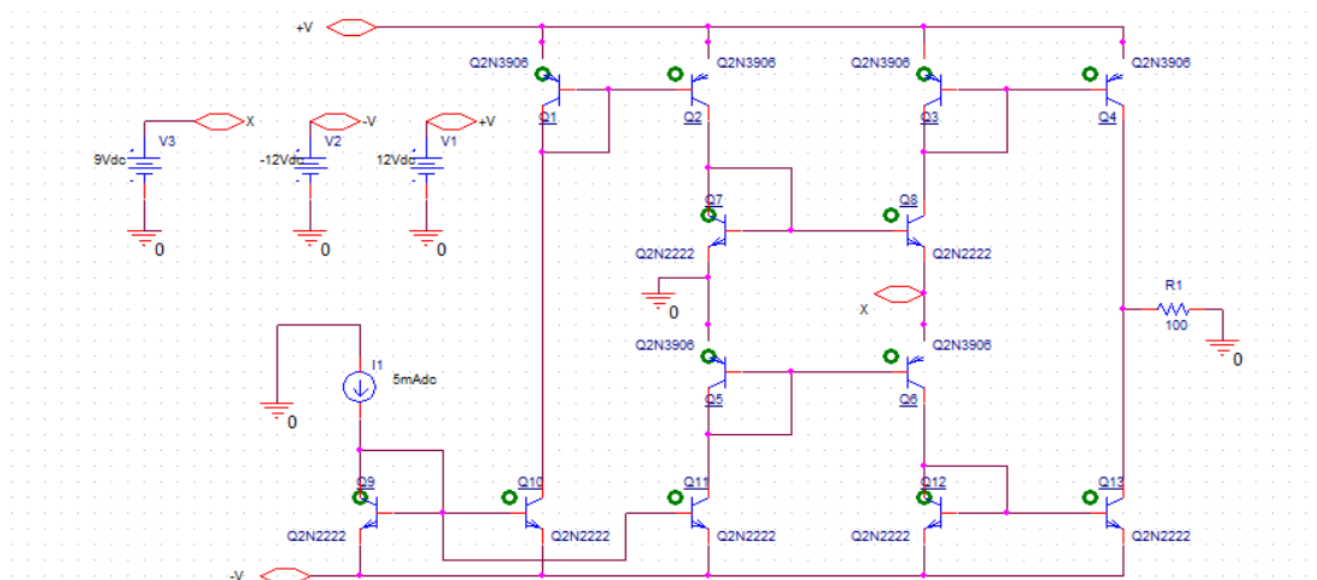 +V
Q2N3906 Q2N3906 Q2N3906 Q2N3906
Q1 Q2 Q3 Q4
X -V +V
V3 V2 V1
9Vdc -12Vdc 12Vdc
0 0 0
Q7 Q8
Q2N2222 Q2N2222
0
X
R1
100
0
Q2N3906 Q2N3906
I1
5mAdc
Q5 Q6
0
Q9 Q10 Q11 Q12 Q13
Q2N2222 Q2N2222 Q2N2222 Q2N2222 Q2N2222
-V